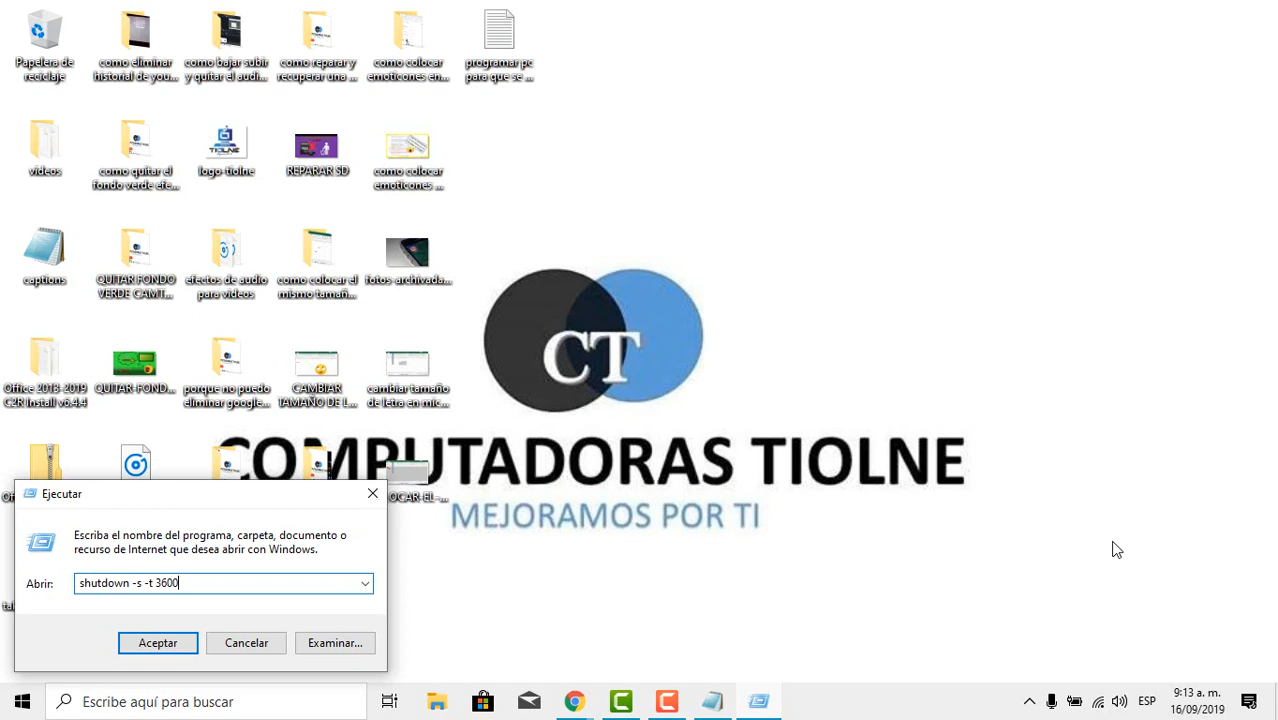 Papelera de
reciclaje
como eliminar
historial de you...
como bajar subir
y quitar el audi...
como reparar y
recuperar una ...
como colocar
emoticones en...
programar pc
para que se ...
videos
como quitar el
fondo verde efe...
logo-tiolne
REPARAR SD
como colocar
emoticones ...
captions
QUITAR FONDO
VERDE CAMT...
efectos de audio
para videos
como colocar el
mismo tamañ...
fotos-archivada...
Office 2013-2019
C2R Install v6.4.4
QUITAR-FOND...
porque no puedo
eliminar google...
CAMBIAR
TAMAÑO DE L...
cambiar tamaño
de letra en mic...
OCAR-EL-...
CT
COMPUTADORAS TIOLNE
MEJORAMOS POR TI
Ejecutar
Escriba el nombre del programa, carpeta, documento o
recurso de Internet que desea abrir con Windows.
Abrir:
shutdown -s -t 3600
Aceptar
Cancelar
Examinar...
Escribe aquí para buscar
ESP
9:13 p. m.
16/09/2019